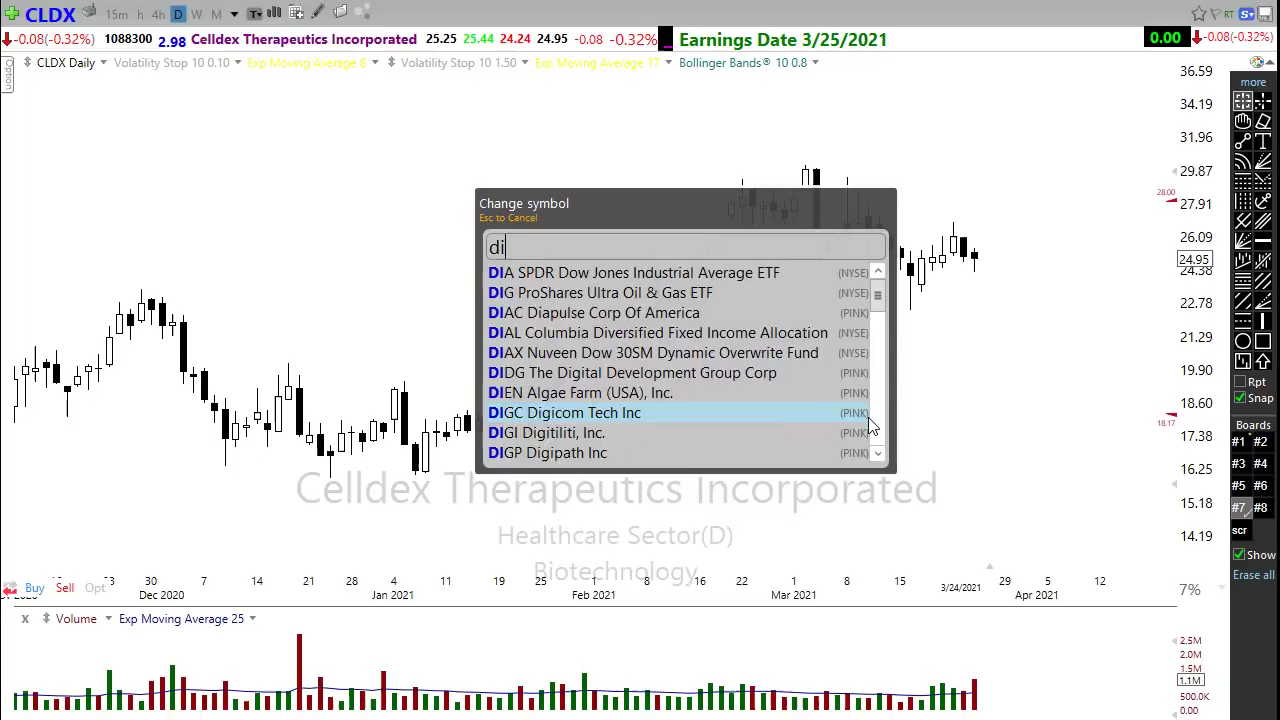 CLDX 15m h 4h D W M T
RT S
-0.08(-0.32%) 1088300 2.98 Celldex Therapeutics Incorporated 25.25 25.44 24.24 24.95 -0.08 -0.32% Earnings Date 3/25/2021 0.00 -0.08(-0.32%)
Option CLDX Daily Volatility Stop 10 0.10 Exp Moving Average 8 Volatility Stop 10 1.50 Exp Moving Average 17 Bollinger Bands® 10 0.8
36.59
34.19
31.96
29.87
28.00
27.91
26.09
24.95
24.38
22.78
21.29
19.90
18.60
18.17
17.38
16.25
15.18
14.19
7%
more
Rpt
Snap
Boards
#1 #2
#3 #4
#5 #6
#7 #8
scr
Show
Erase all
Change symbol
Esc to Cancel
di
DIA SPDR Dow Jones Industrial Average ETF (NYSE)
DIG ProShares Ultra Oil & Gas ETF (NYSE)
DIAC Diapulse Corp Of America (PINK)
DIAL Columbia Diversified Fixed Income Allocation (NYSE)
DIAX Nuveen Dow 30SM Dynamic Overwrite Fund (NYSE)
DIDG The Digital Development Group Corp (PINK)
DIEN Algae Farm (USA), Inc. (PINK)
DIGC Digicom Tech Inc (PINK)
DIGI Digitiliti, Inc. (PINK)
DIGP Digipath Inc (PINK)
Celldex Therapeutics Incorporated
Healthcare Sector(D)
Biotechnology
Buy Sell Opt
30 7 14 21 28 4 11 19 25 1 8 16 22 1 8 15 29 5 12
Dec 2020 Jan 2021 Feb 2021 Mar 2021 3/24/2021 Apr 2021
x Volume Exp Moving Average 25
2.5M
2.0M
1.5M
1.1M
500.0K
0.00